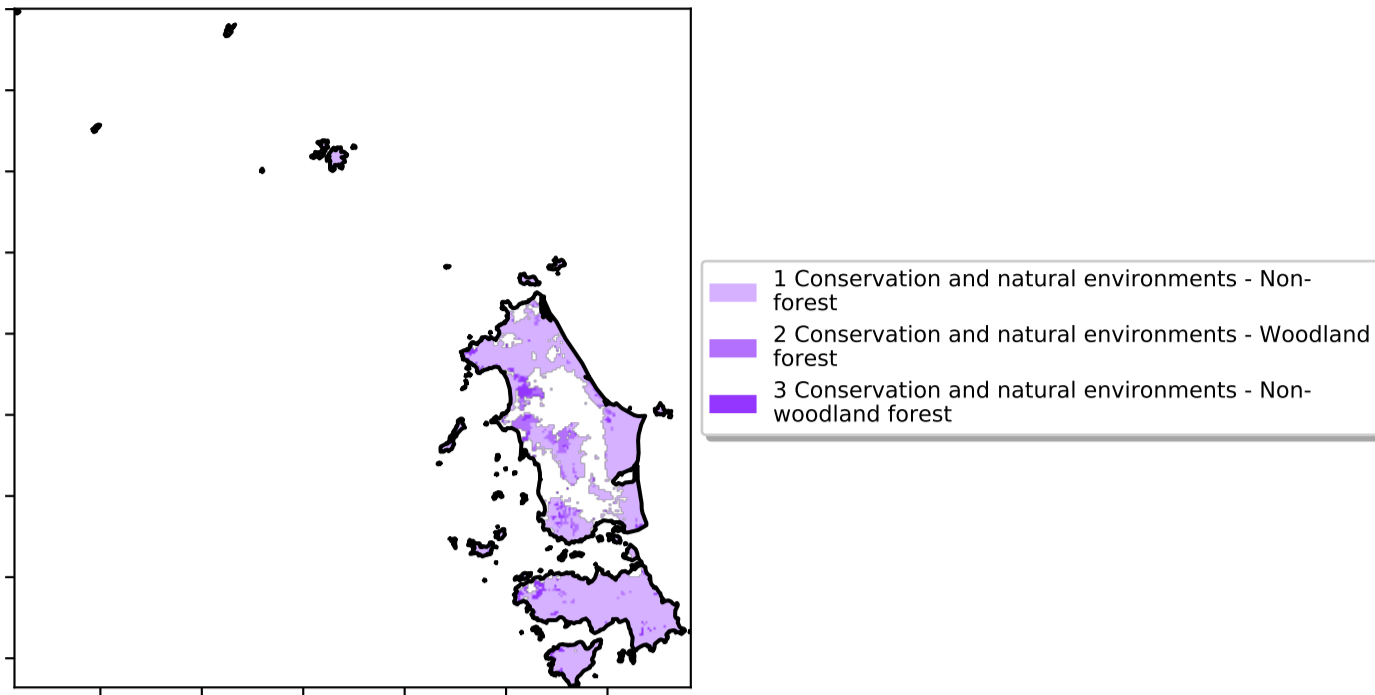 1 Conservation and natural environments - Non-
forest
2 Conservation and natural environments - Woodland
forest
3 Conservation and natural environments - Non-
woodland forest